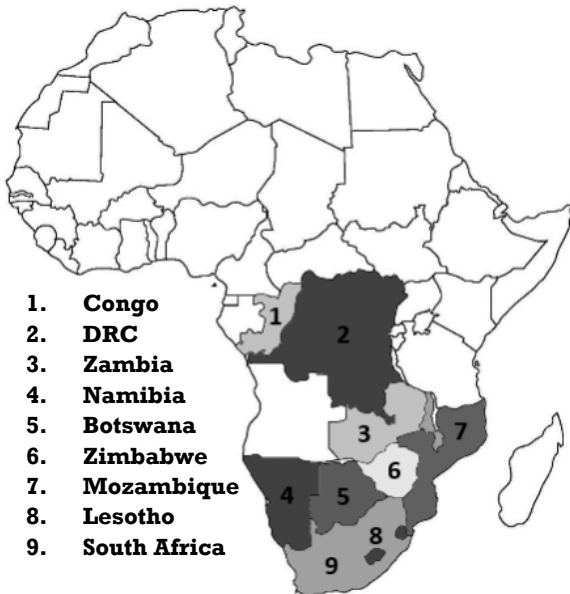 1. Congo
2. DRC
3. Zambia
4. Namibia
5. Botswana
6. Zimbabwe
7. Mozambique
8. Lesotho
9. South Africa
1
2
3
7
6
4
5
8
9